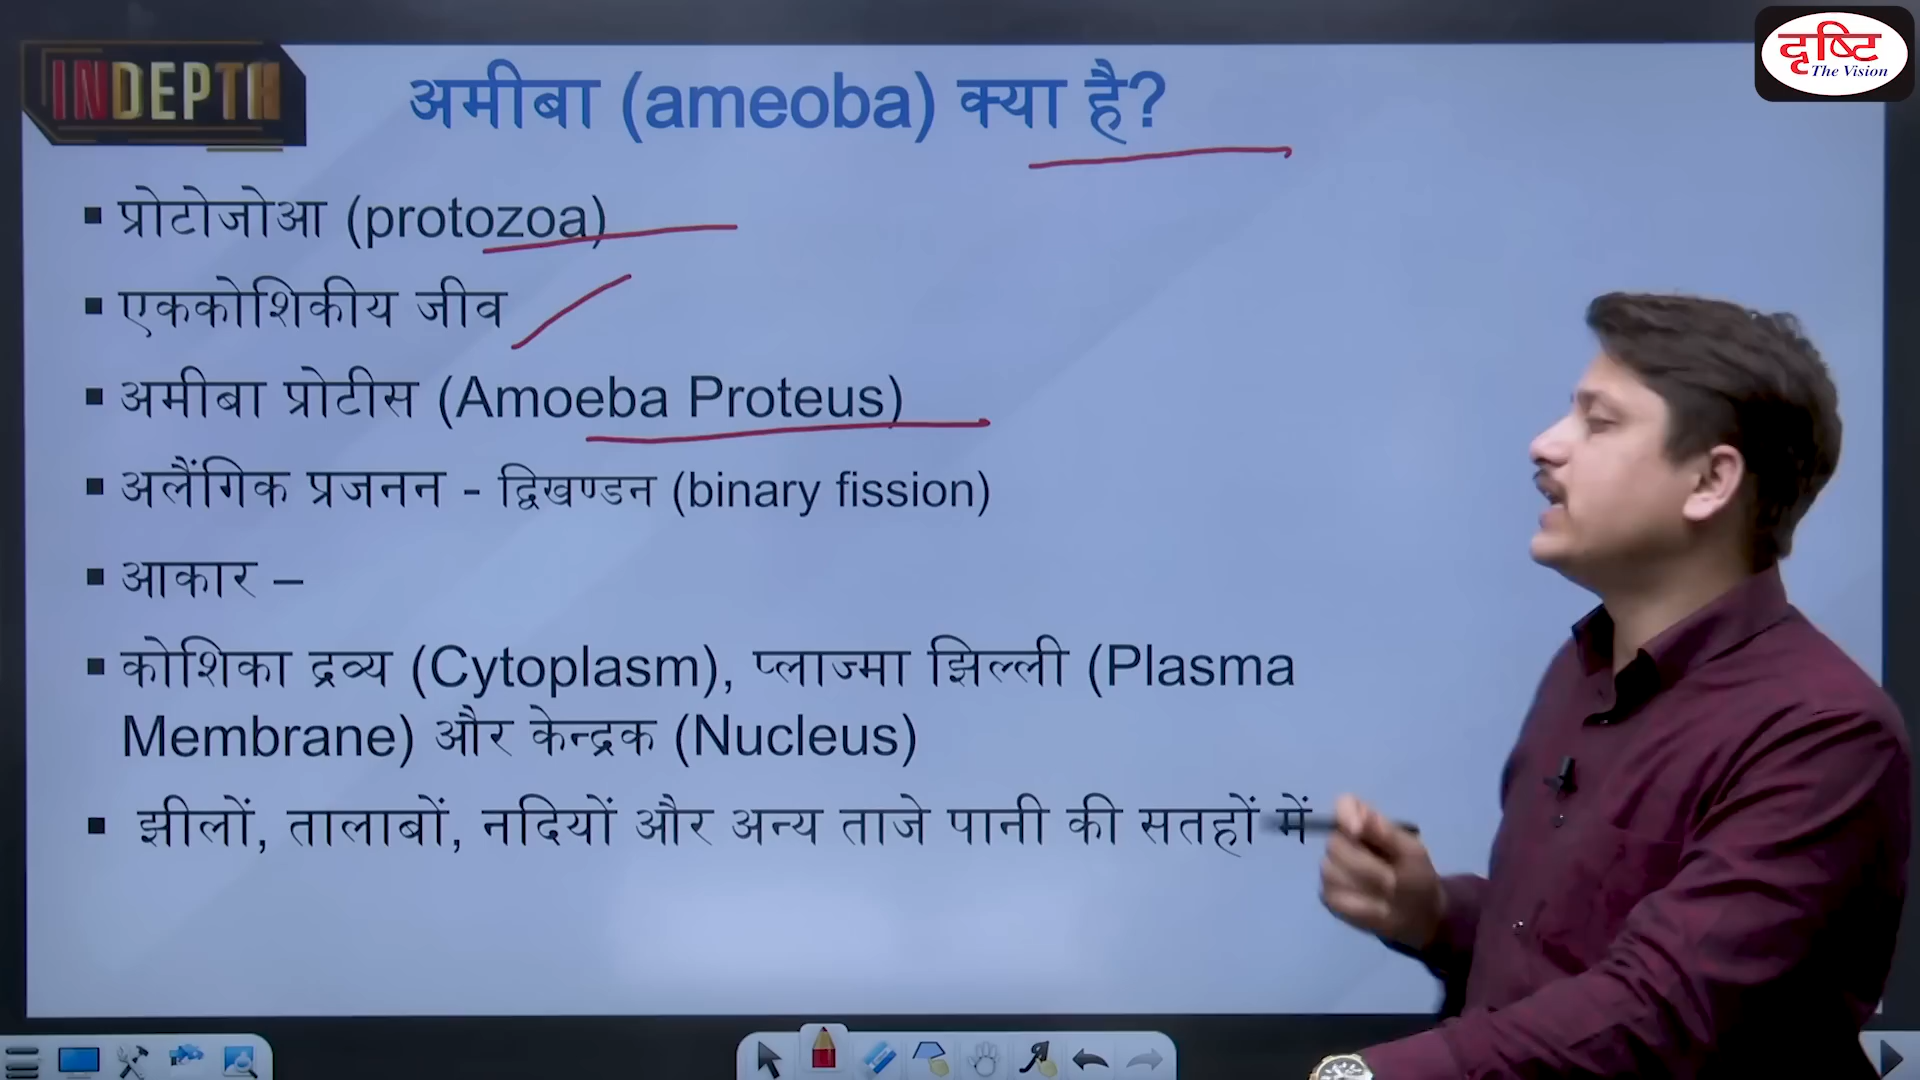 INDEPTH
दृष्टि
The Vision
अमीबा (ameoba) क्या है?
▪ प्रोटोजोआ (protozoa)
▪ एककोशिकीय जीव
▪ अमीबा प्रोटीस (Amoeba Proteus)
▪ अलैंगिक प्रजनन - द्विखण्डन (binary fission)
▪ आकार –
▪ कोशिका द्रव्य (Cytoplasm), प्लाज्मा झिल्ली (Plasma
Membrane) और केन्द्रक (Nucleus)
▪ झीलों, तालाबों, नदियों और अन्य ताजे पानी की सतहों में